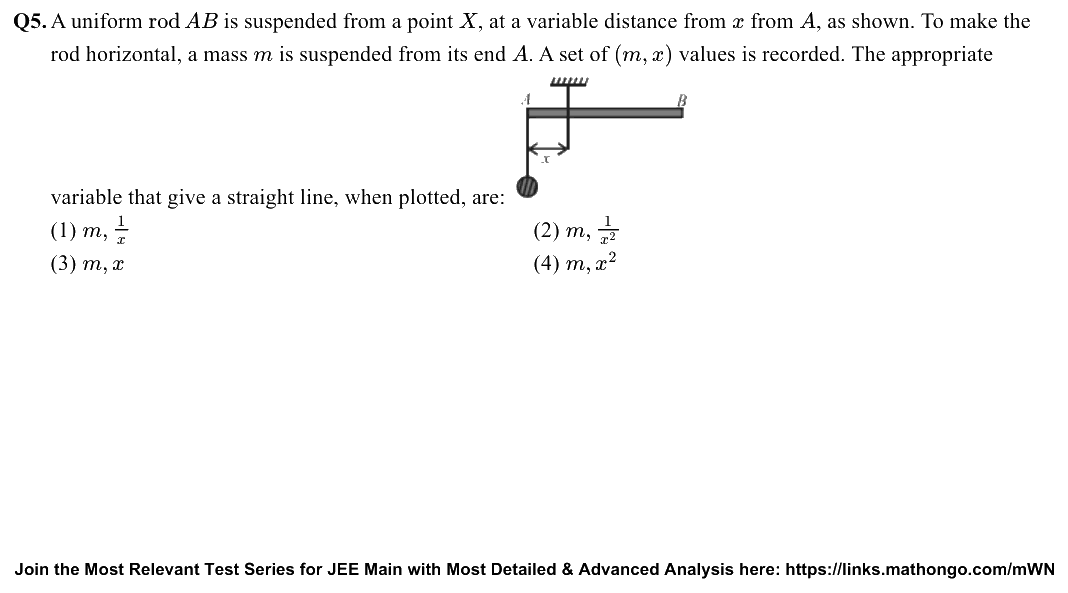 Q5. A uniform rod AB is suspended from a point X, at a variable distance from x from A, as shown. To make the
rod horizontal, a mass m is suspended from its end A. A set of (m, x) values is recorded. The appropriate
A
B
x
variable that give a straight line, when plotted, are:
(1) m, 1/x (2) m, 1/x²
(3) m, x (4) m, x²
Join the Most Relevant Test Series for JEE Main with Most Detailed & Advanced Analysis here: https://links.mathongo.com/mWN